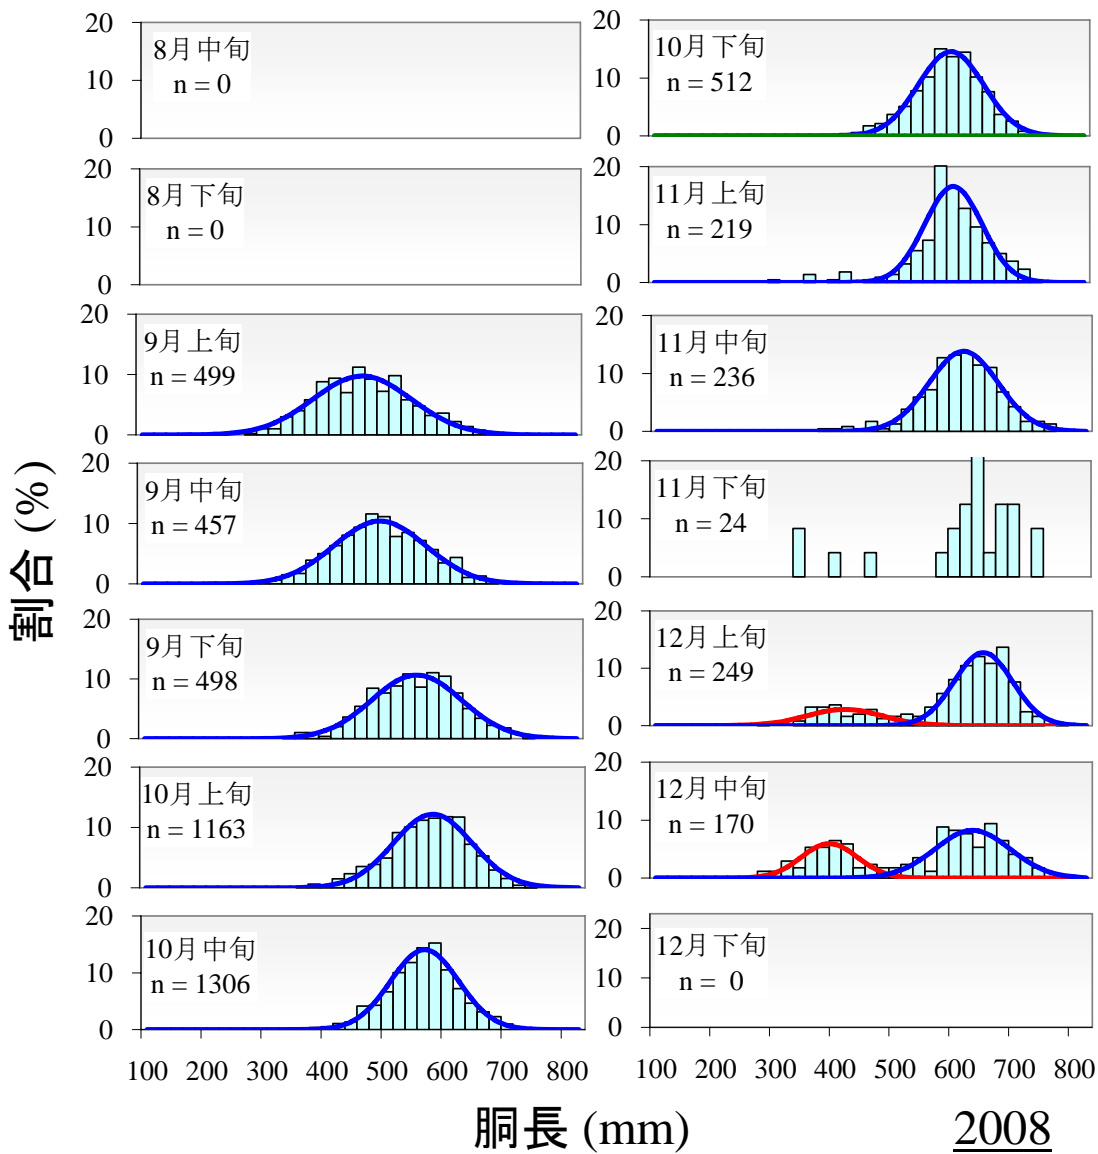 割合 (%)
20
10
0
8月中旬
n = 0
20
10
0
8月下旬
n = 0
20
10
0
9月上旬
n = 499
20
10
0
9月中旬
n = 457
20
10
0
9月下旬
n = 498
20
10
0
10月上旬
n = 1163
20
10
0
10月中旬
n = 1306
100 200 300 400 500 600 700 800
20
10
0
10月下旬
n = 512
20
10
0
11月上旬
n = 219
20
10
0
11月中旬
n = 236
20
10
0
11月下旬
n = 24
20
10
0
12月上旬
n = 249
20
10
0
12月中旬
n = 170
20
10
0
12月下旬
n = 0
100 200 300 400 500 600 700 800
胴長 (mm)
2008